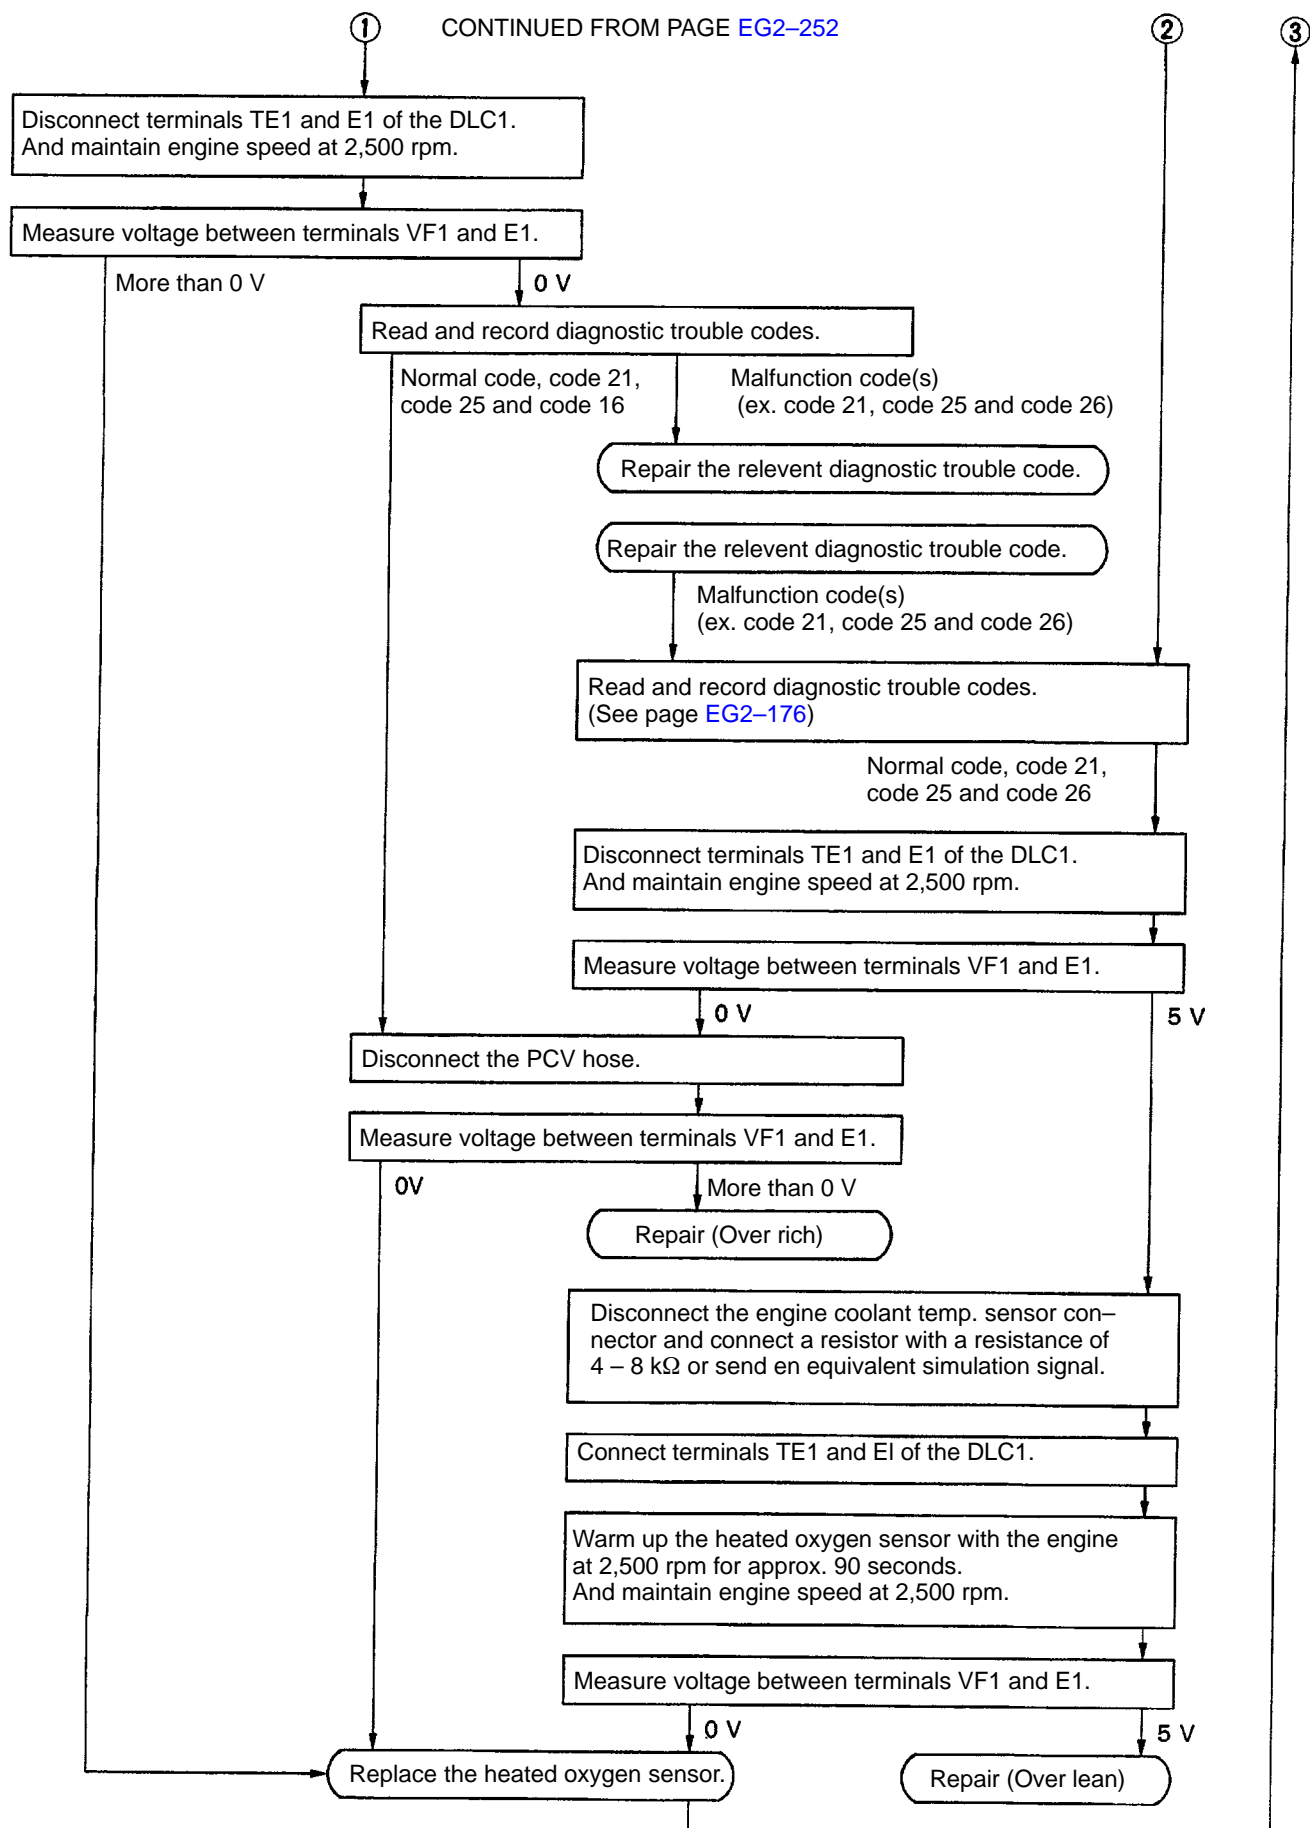 1 CONTINUED FROM PAGE EG2–252 2 3
Disconnect terminals TE1 and E1 of the DLC1.
And maintain engine speed at 2,500 rpm.
Measure voltage between terminals VF1 and E1.
More than 0 V
0 V
Read and record diagnostic trouble codes.
Normal code, code 21,
code 25 and code 16
Malfunction code(s)
(ex. code 21, code 25 and code 26)
Repair the relevent diagnostic trouble code.
Repair the relevent diagnostic trouble code.
Malfunction code(s)
(ex. code 21, code 25 and code 26)
Read and record diagnostic trouble codes.
(See page EG2–176)
Normal code, code 21,
code 25 and code 26
Disconnect terminals TE1 and E1 of the DLC1.
And maintain engine speed at 2,500 rpm.
Measure voltage between terminals VF1 and E1.
0 V
5 V
Disconnect the PCV hose.
Measure voltage between terminals VF1 and E1.
0V
More than 0 V
Repair (Over rich)
Disconnect the engine coolant temp. sensor con–
nector and connect a resistor with a resistance of
4 – 8 kΩ or send en equivalent simulation signal.
Connect terminals TE1 and EI of the DLC1.
Warm up the heated oxygen sensor with the engine
at 2,500 rpm for approx. 90 seconds.
And maintain engine speed at 2,500 rpm.
Measure voltage between terminals VF1 and E1.
0 V
5 V
Replace the heated oxygen sensor.
Repair (Over lean)